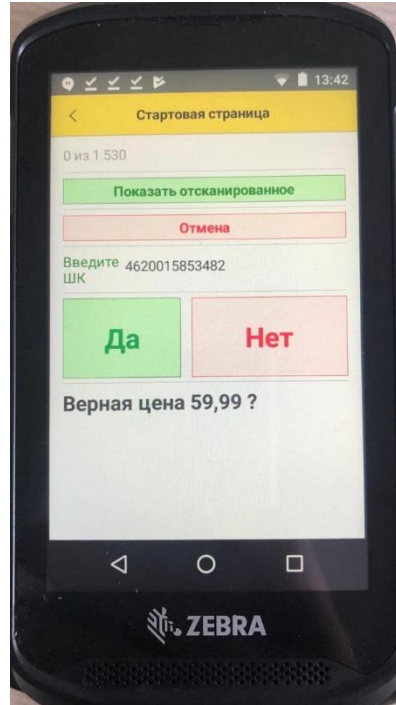 13:42
Стартовая страница
0 из 1 530
Показать отсканированное
Отмена
Введите ШК 4620015853482
Да Нет
Верная цена 59,99 ?
ZEBRA